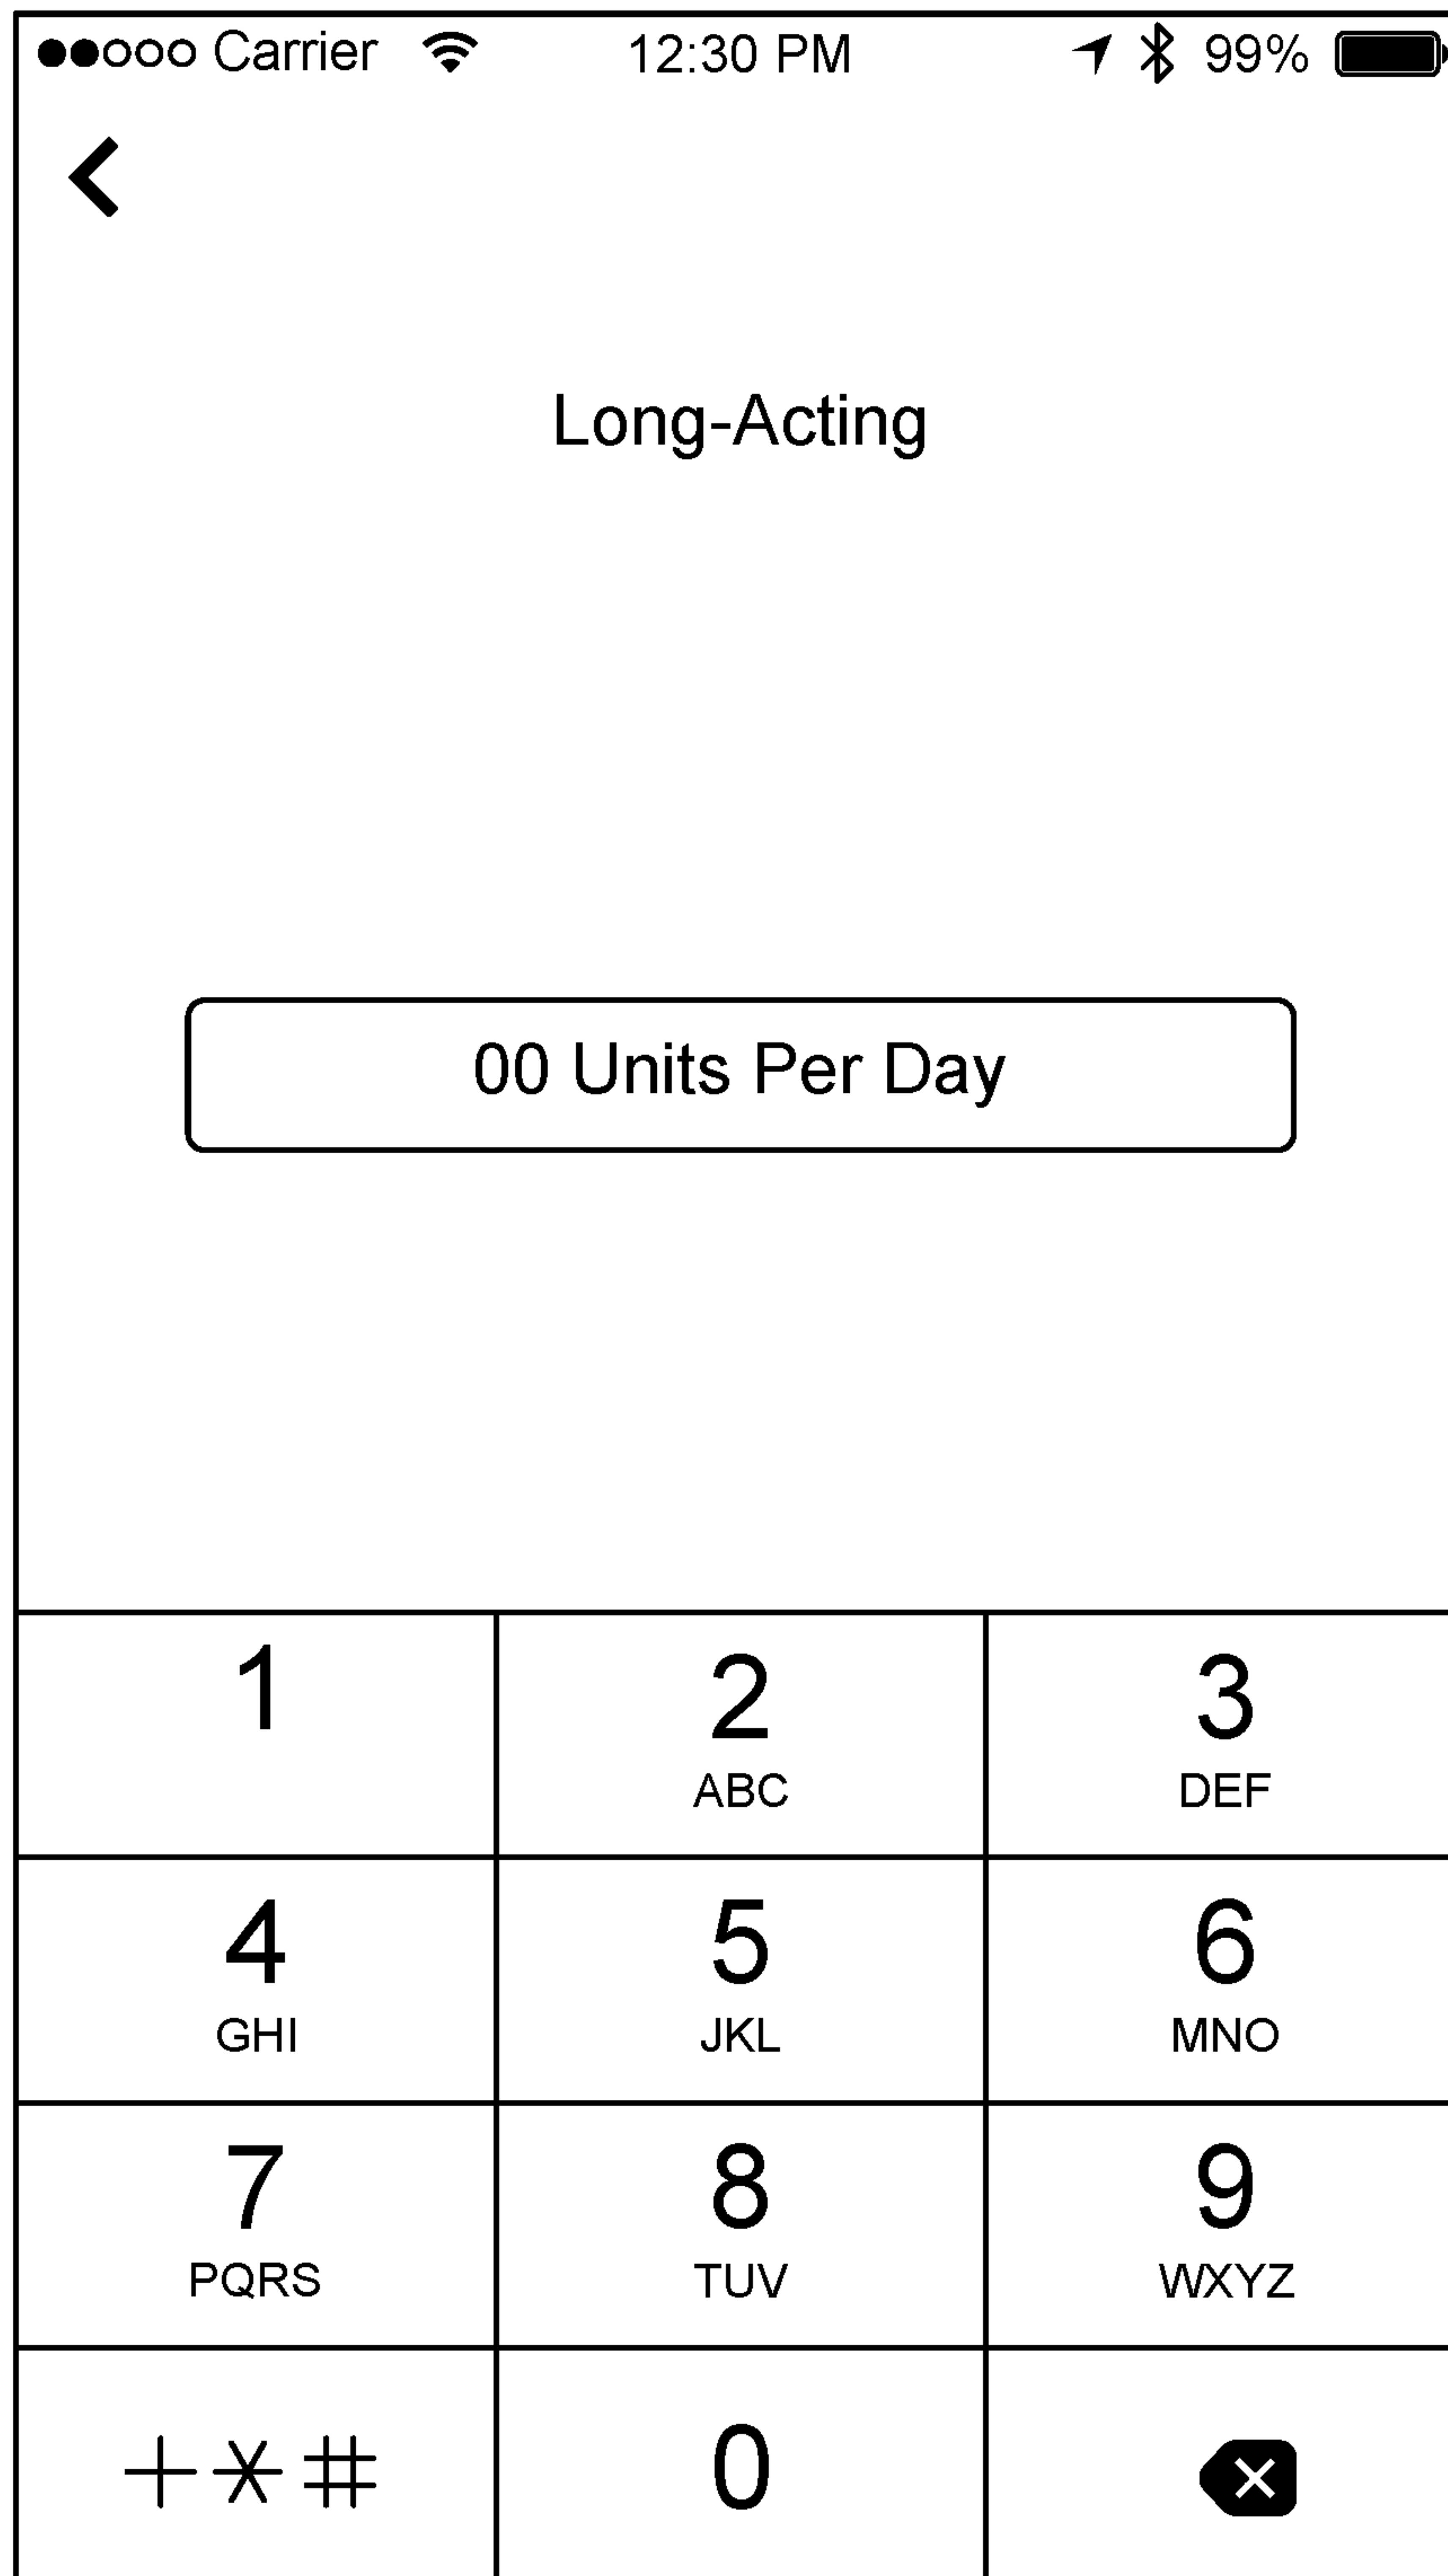 Carrier 12:30 PM 99%
Long-Acting
00 Units Per Day
1 2 3
ABC DEF
4 5 6
GHI JKL MNO
7 8 9
PQRS TUV WXYZ
+*# 0